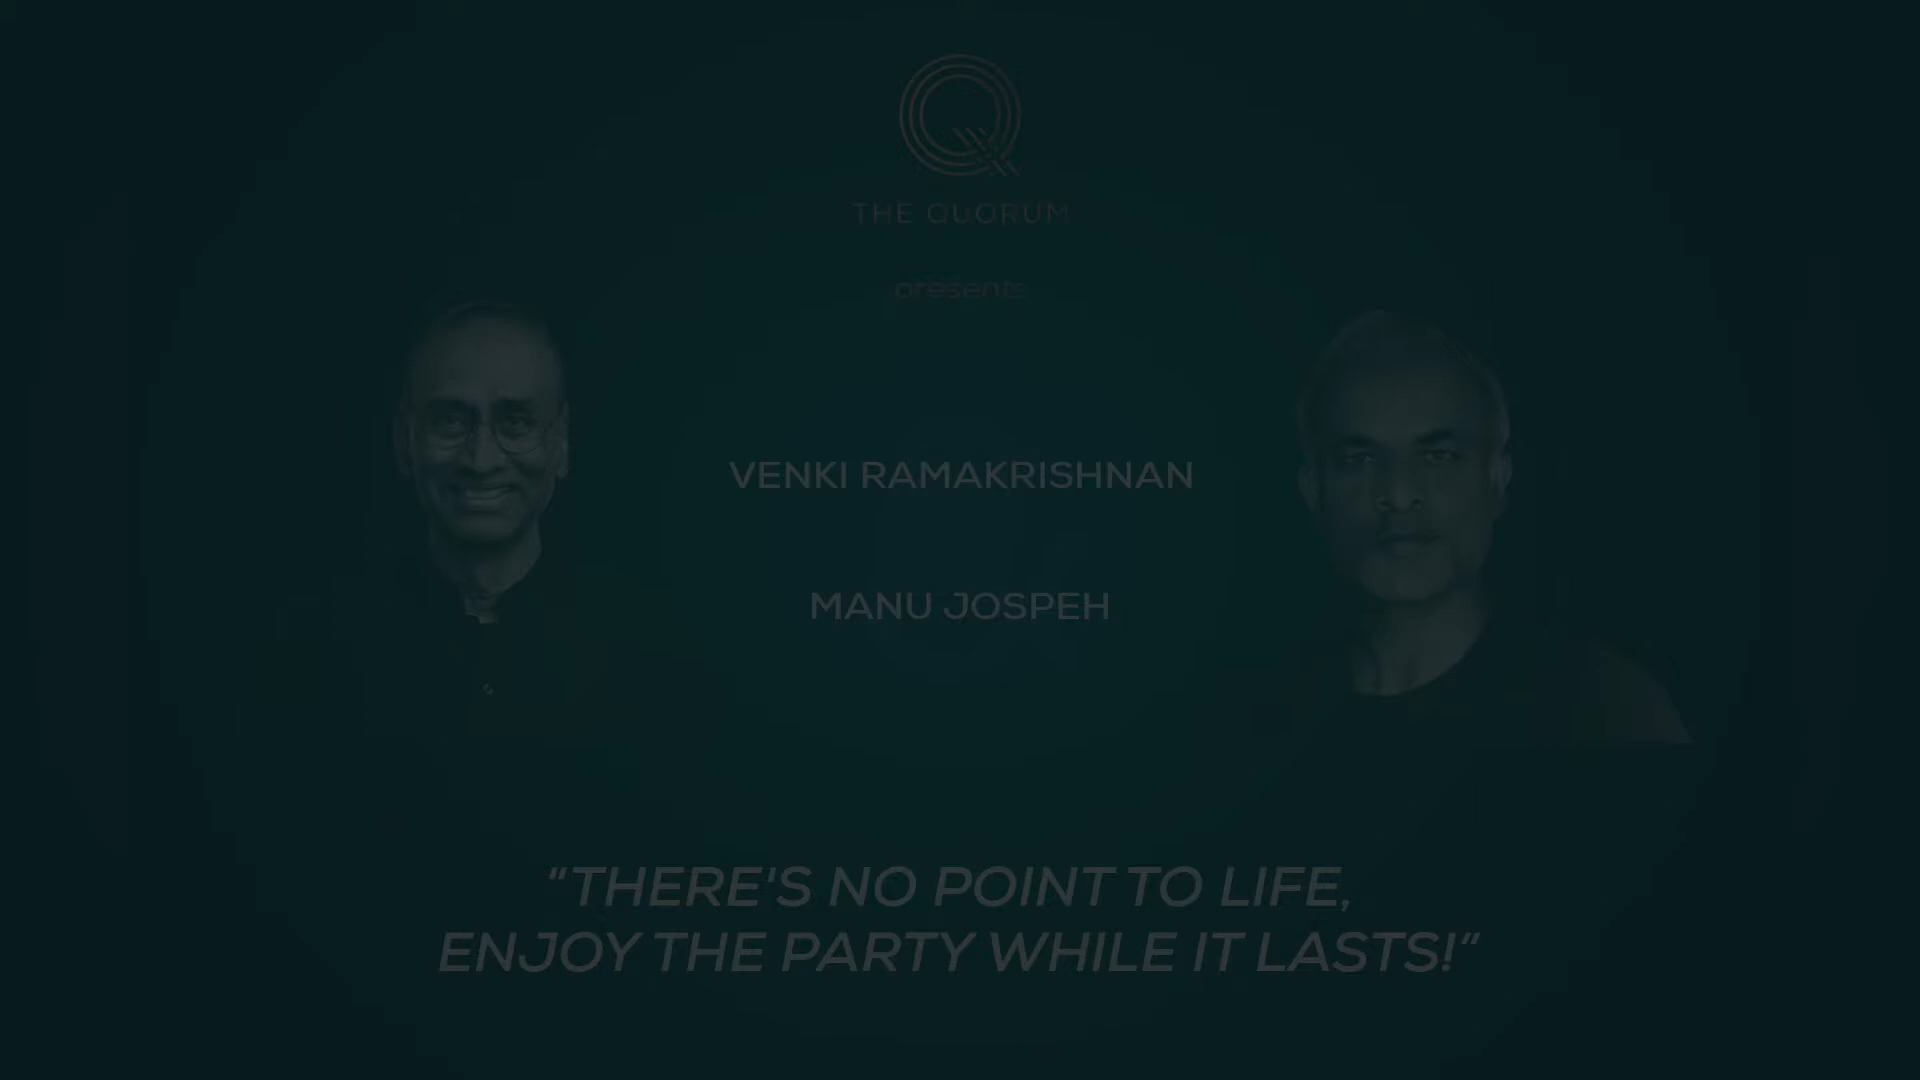 THE QUORUM
presents
VENKI RAMAKRISHNAN
MANU JOSPEH
“THERE'S NO POINT TO LIFE,
ENJOY THE PARTY WHILE IT LASTS!”